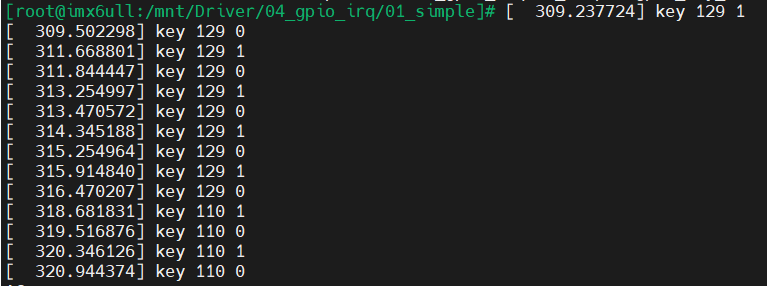 [root@imx6ull:/mnt/Driver/04_gpio_irq/01_simple]# [  309.237724] key 129 1
[  309.502298] key 129 0
[  311.668801] key 129 1
[  311.844447] key 129 0
[  313.254997] key 129 1
[  313.470572] key 129 0
[  314.345188] key 129 1
[  315.254964] key 129 0
[  315.914840] key 129 1
[  316.470207] key 129 0
[  318.681831] key 110 1
[  319.516876] key 110 0
[  320.346126] key 110 1
[  320.944374] key 110 0